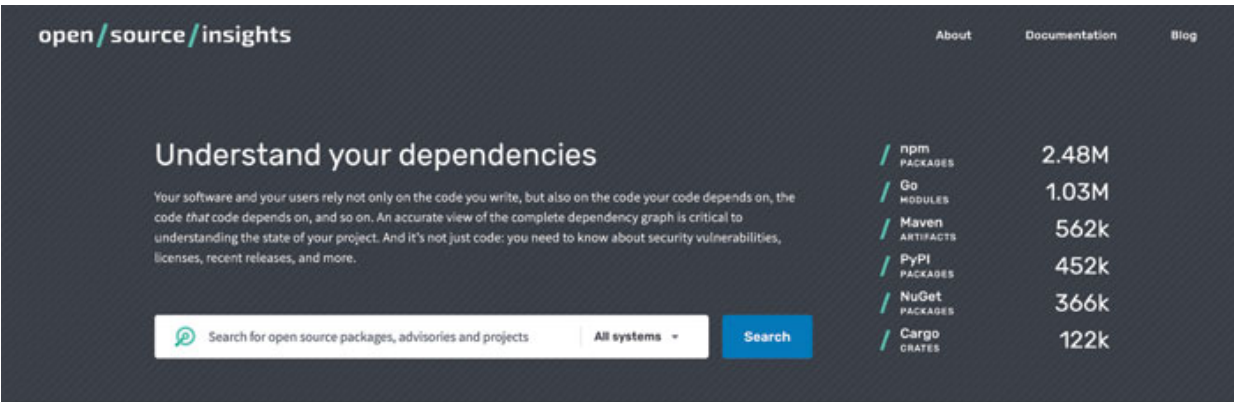 open/source/insights
About Documentation Blog
Understand your dependencies
Your software and your users rely not only on the code you write, but also on the code your code depends on, the
code that code depends on, and so on. An accurate view of the complete dependency graph is critical to
understanding the state of your project. And it's not just code: you need to know about security vulnerabilities,
licenses, recent releases, and more.
Search for open source packages, advisories and projects
All systems
Search
/ npm
PACKAGES
2.48M
/ Go
MODULES
1.03M
/ Maven
ARTIFACTS
562k
/ PyPI
PACKAGES
452k
/ NuGet
PACKAGES
366k
/ Cargo
CRATES
122k